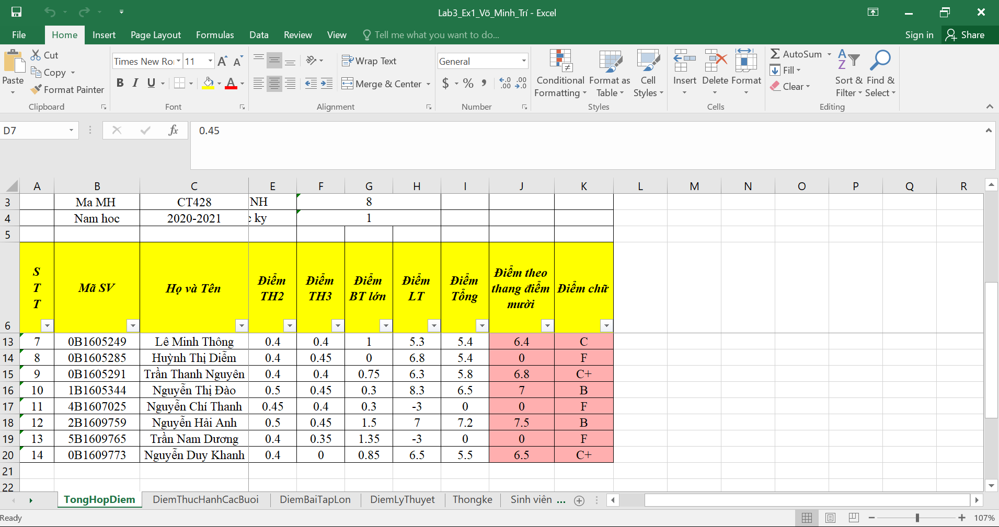 Lab3_Ex1_Võ_Minh_Trí - Excel
File Home Insert Page Layout Formulas Data Review View Tell me what you want to do... Sign in Share
Paste Cut Copy Format Painter
Clipboard
Times New Ro 11
B I U
Font
Wrap Text
Merge & Center
Alignment
General
$ % , ←.0 .00 .00 →.0
Number
Conditional Formatting Format as Table Cell Styles
Styles
Insert Delete Format
Cells
AutoSum
Fill
Clear
Sort & Filter Find & Select
Editing
D7 fx 0.45
A B C E F G H I J K L M N O P Q R
3 Ma MH CT428 NH 8
4 Nam hoc 2020-2021 c ky 1
5
6 STT Mã SV Họ và Tên Điểm TH2 Điểm TH3 Điểm BT lớn Điểm LT Điểm Tổng Điểm theo thang điểm mười Điểm chữ
13 7 0B1605249 Lê Minh Thông 0.4 0.4 1 5.3 5.4 6.4 C
14 8 0B1605285 Huỳnh Thị Diễm 0.4 0.45 0 6.8 5.4 0 F
15 9 0B1605291 Trần Thanh Nguyên 0.4 0.4 0.75 6.3 5.8 6.8 C+
16 10 1B1605344 Nguyễn Thị Đào 0.5 0.45 0.3 8.3 6.5 7 B
17 11 4B1607025 Nguyễn Chí Thanh 0.45 0.4 0.3 -3 0 0 F
18 12 2B1609759 Nguyễn Hải Anh 0.5 0.45 1.5 7 7.2 7.5 B
19 13 5B1609765 Trần Nam Dương 0.4 0.35 1.35 -3 0 0 F
20 14 0B1609773 Nguyễn Duy Khanh 0.4 0 0.85 6.5 5.5 6.5 C+
21
22
TongHopDiem DiemThucHanhCacBuoi DiemBaiTapLon DiemLyThuyet Thongke Sinh viên ...
Ready 107%